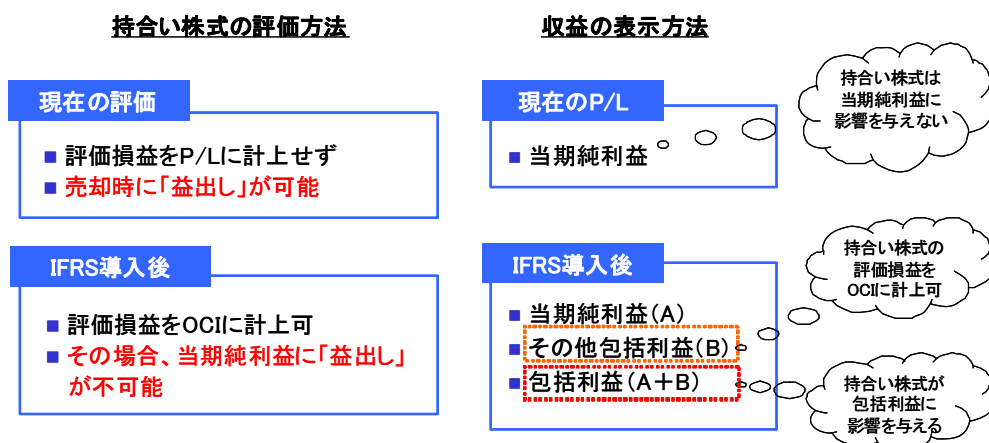 持合い株式の評価方法
現在の評価
■ 評価損益をP/Lに計上せず
■ 売却時に「益出し」が可能
IFRS導入後
■ 評価損益をOCIに計上可
■ その場合、当期純利益に「益出し」
が不可能
収益の表示方法
現在のP/L
■ 当期純利益
持合い株式は
当期純利益に
影響を与えない
IFRS導入後
■ 当期純利益(A)
■ その他包括利益(B)
■ 包括利益(A+B)
持合い株式の
評価損益を
OCIに計上可
持合い株式が
包括利益に
影響を与える